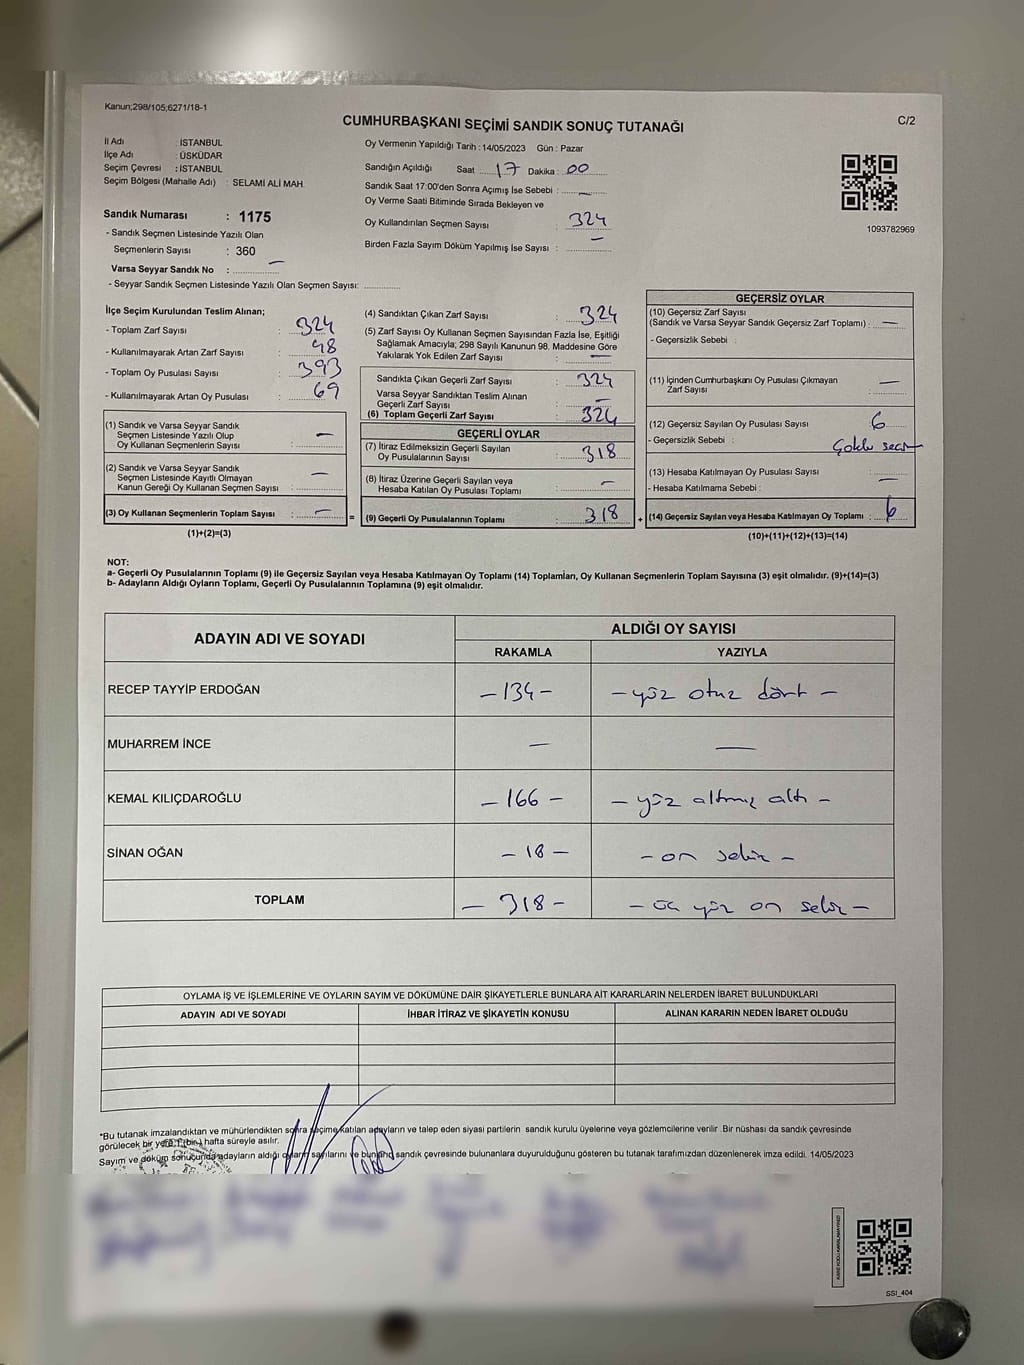 Kanun;298/105;6271/18-1
CUMHURBAŞKANI SEÇİMİ SANDIK SONUÇ TUTANAĞI
C/2
İl Adı : İSTANBUL
İlçe Adı : ÜSKÜDAR
Seçim Çevresi : İSTANBUL
Seçim Bölgesi (Mahalle Adı) : SELAMİ ALİ MAH.
Sandık Numarası : 1175
- Sandık Seçmen Listesinde Yazılı Olan
Seçmenlerin Sayısı : 360
Varsa Seyyar Sandık No : —
- Seyyar Sandık Seçmen Listesinde Yazılı Olan Seçmen Sayısı:
Oy Vermenin Yapıldığı Tarih : 14/05/2023 Gün : Pazar
Sandığın Açıldığı Saat 17 Dakika : 00
Sandık Saat 17:00'den Sonra Açımış İse Sebebi : —
Oy Verme Saati Bitiminde Sırada Bekleyen ve
Oy Kullandırılan Seçmen Sayısı : 324
Birden Fazla Sayım Döküm Yapılmış İse Sayısı : —
1093782969
İlçe Seçim Kurulundan Teslim Alınan;
- Toplam Zarf Sayısı : 324
- Kullanılmayarak Artan Zarf Sayısı : 48
- Toplam Oy Pusulası Sayısı : 393
- Kullanılmayarak Artan Oy Pusulası : 69
(1) Sandık ve Varsa Seyyar Sandık
Seçmen Listesinde Yazılı Olup
Oy Kullanan Seçmenlerin Sayısı : —
(2) Sandık ve Varsa Seyyar Sandık
Seçmen Listesinde Kayıtlı Olmayan
Kanun Gereği Oy Kullanan Seçmen Sayısı : —
(3) Oy Kullanan Seçmenlerin Toplam Sayısı : —
(1)+(2)=(3)
(4) Sandıktan Çıkan Zarf Sayısı : 324
(5) Zarf Sayısı Oy Kullanan Seçmen Sayısından Fazla İse, Eşitliği
Sağlamak Amacıyla; 298 Sayılı Kanunun 98. Maddesine Göre
Yakılarak Yok Edilen Zarf Sayısı : —
Sandıkta Çıkan Geçerli Zarf Sayısı : 324
Varsa Seyyar Sandıktan Teslim Alınan
Geçerli Zarf Sayısı : —
(6) Toplam Geçerli Zarf Sayısı : 324
GEÇERLİ OYLAR
(7) İtiraz Edilmeksizin Geçerli Sayılan
Oy Pusulalarının Sayısı : 318
(8) İtiraz Üzerine Geçerli Sayılan veya
Hesaba Katılan Oy Pusulası Toplamı : —
= (9) Geçerli Oy Pusulalarının Toplamı : 318
GEÇERSİZ OYLAR
(10) Geçersiz Zarf Sayısı
(Sandık ve Varsa Seyyar Sandık Geçersiz Zarf Toplamı) : —
- Geçersizlik Sebebi :
(11) İçinden Cumhurbaşkanı Oy Pusulası Çıkmayan
Zarf Sayısı : —
(12) Geçersiz Sayılan Oy Pusulası Sayısı : 6
- Geçersizlik Sebebi : Çoklu
(13) Hesaba Katılmayan Oy Pusulası Sayısı : —
- Hesaba Katılmama Sebebi :
+ (14) Geçersiz Sayılan veya Hesaba Katılmayan Oy Toplamı : 6
(10)+(11)+(12)+(13)=(14)
NOT:
a- Geçerli Oy Pusulalarının Toplamı (9) ile Geçersiz Sayılan veya Hesaba Katılmayan Oy Toplamı (14) Toplamları, Oy Kullanan Seçmenlerin Toplam Sayısına (3) eşit olmalıdır. (9)+(14)=(3)
b- Adayların Aldığı Oyların Toplamı, Geçerli Oy Pusulalarının Toplamına (9) eşit olmalıdır.
ADAYIN ADI VE SOYADI ALDIĞI OY SAYISI
RAKAMLA YAZIYLA
RECEP TAYYİP ERDOĞAN – 134 – – yüz otuz dört –
MUHARREM İNCE — —
KEMAL KILIÇDAROĞLU – 166 – – yüz altmış altı –
SİNAN OĞAN – 18 – – on sekiz –
TOPLAM – 318 – – üç yüz on sekiz –
OYLAMA İŞ VE İŞLEMLERİNE VE OYLARIN SAYIM VE DÖKÜMÜNE DAİR ŞİKAYETLERLE BUNLARA AİT KARARLARIN NELERDEN İBARET BULUNDUKLARI
ADAYIN ADI VE SOYADI İHBAR İTİRAZ VE ŞİKAYETİN KONUSU ALINAN KARARIN NEDEN İBARET OLDUĞU
*Bu tutanak imzalandıktan ve mühürlendikten sonra seçime katılan adayların ve talep eden siyasi partilerin sandık kurulu üyelerine veya gözlemcilerine verilir .Bir nüshası da sandık çevresinde
görülecek bir yere 1 (bir) hafta süreyle asılır.
Sayım ve döküm sonucunda adayların aldığı oyların sayılarını ve bunların sandık çevresinde bulunanlara duyurulduğunu gösteren bu tutanak tarafımızdan düzenlenerek imza edildi. 14/05/2023
SSI_404